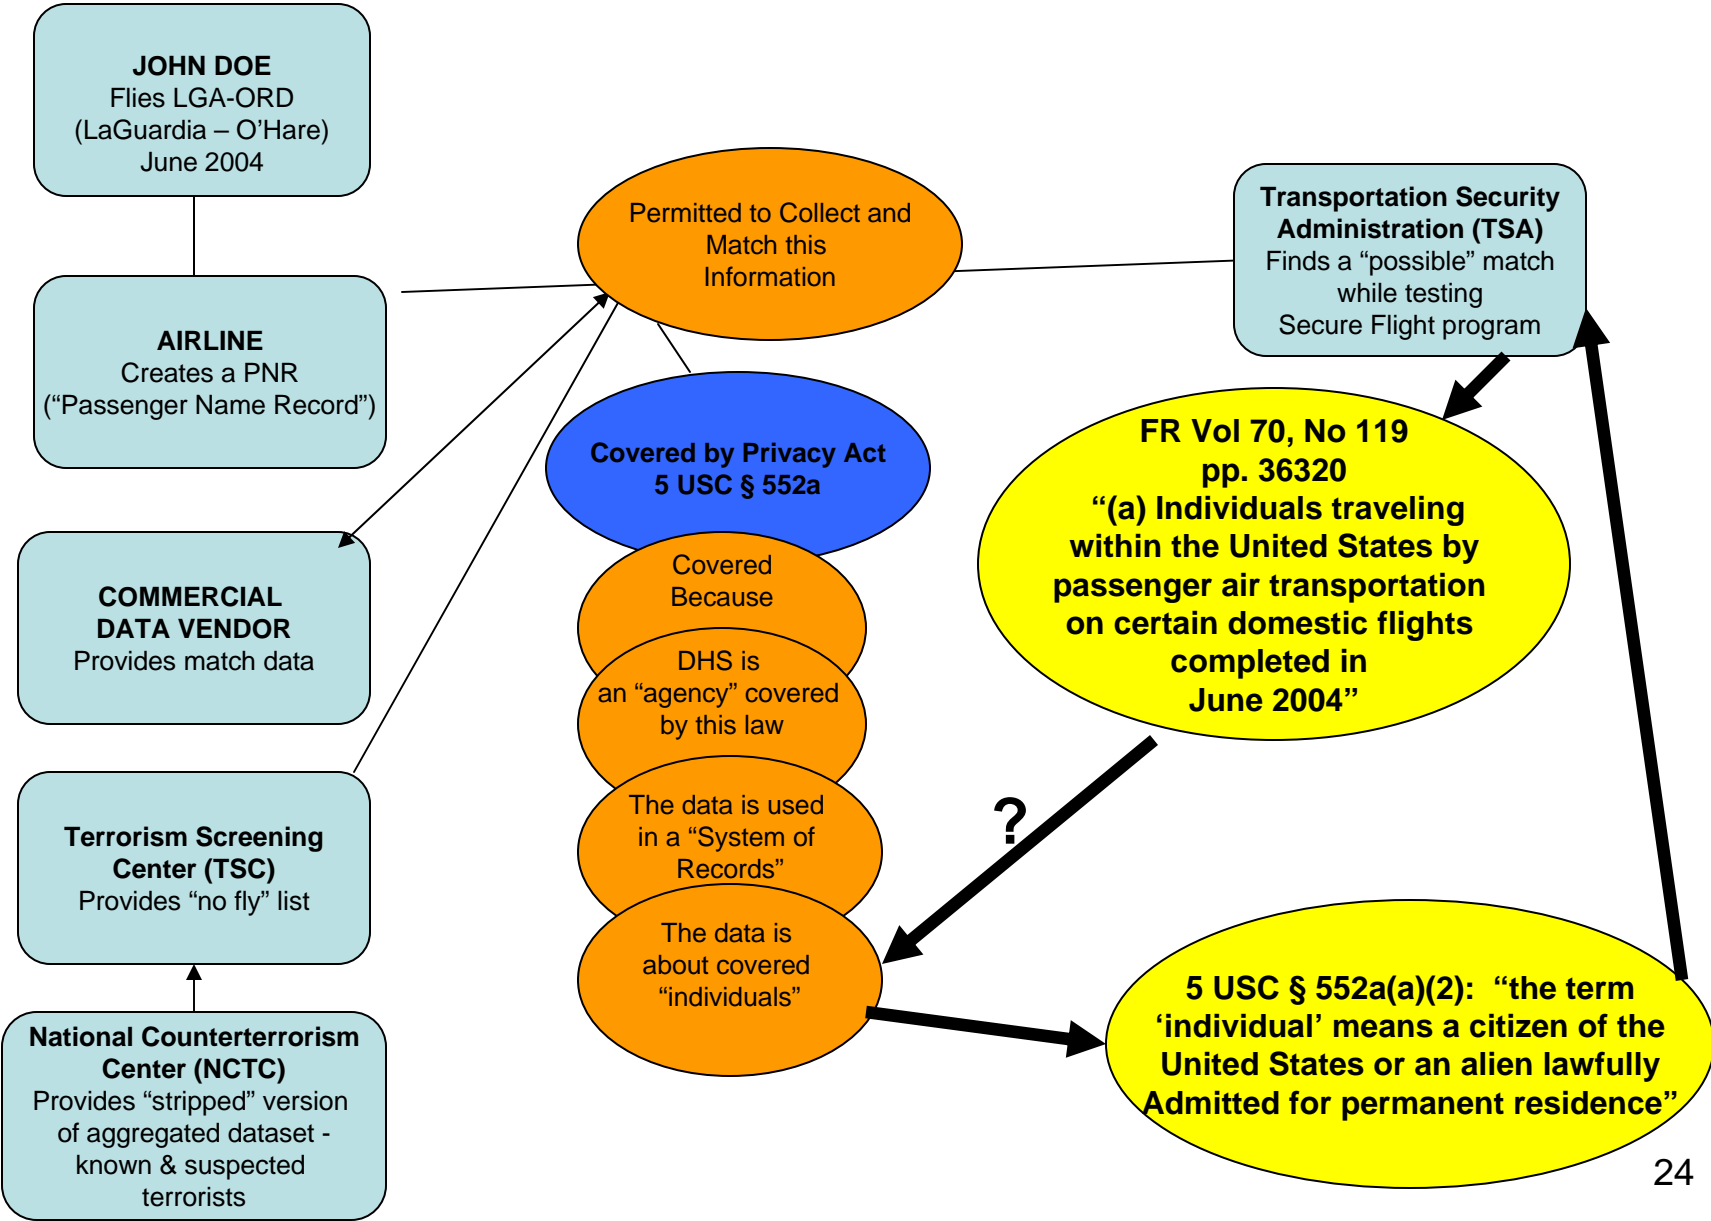 JOHN DOE
Flies LGA-ORD
(LaGuardia – O’Hare)
June 2004
AIRLINE
Creates a PNR
(“Passenger Name Record”)
COMMERCIAL
DATA VENDOR
Provides match data
Terrorism Screening
Center (TSC)
Provides “no fly” list
National Counterterrorism
Center (NCTC)
Provides “stripped” version
of aggregated dataset -
known & suspected
terrorists
Permitted to Collect and
Match this
Information
Covered by Privacy Act
5 USC § 552a
Covered
Because
DHS is
an “agency” covered
by this law
The data is used
in a “System of
Records”
The data is
about covered
“individuals”
Transportation Security
Administration (TSA)
Finds a “possible” match
while testing
Secure Flight program
FR Vol 70, No 119
pp. 36320
“(a) Individuals traveling
within the United States by
passenger air transportation
on certain domestic flights
completed in
June 2004”
?
5 USC § 552a(a)(2): “the term
‘individual’ means a citizen of the
United States or an alien lawfully
Admitted for permanent residence”
24